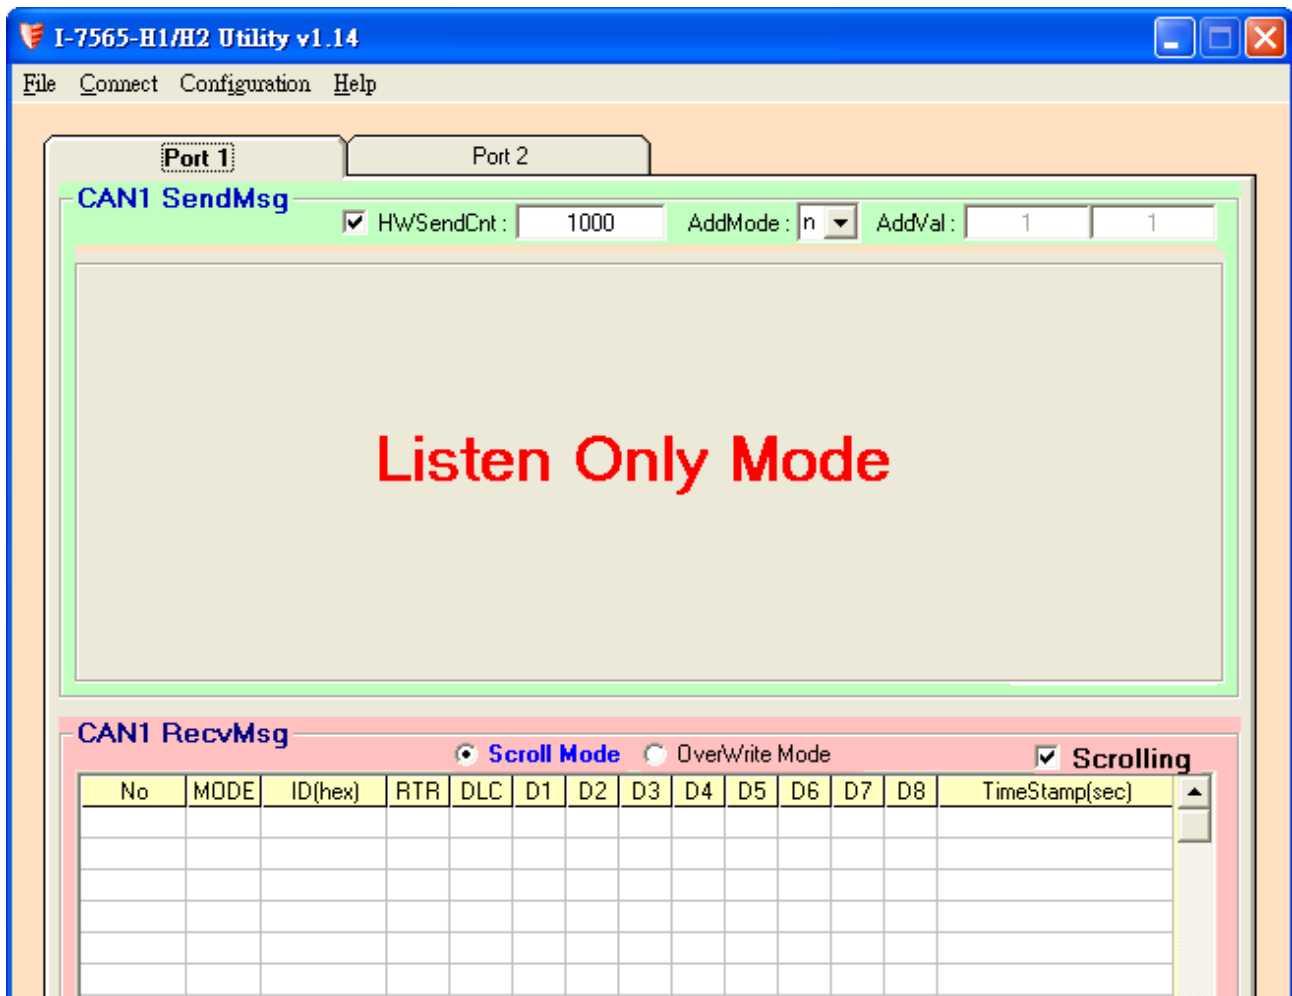 I-7565-H1/H2 Utility v1.14
File Connect Configuration Help
Port 1 Port 2
CAN1 SendMsg
HWSendCnt : 1000 AddMode : n AddVal : 1 1
Listen Only Mode
CAN1 RecvMsg
Scroll Mode OverWrite Mode Scrolling
No MODE ID(hex) RTR DLC D1 D2 D3 D4 D5 D6 D7 D8 TimeStamp(sec)